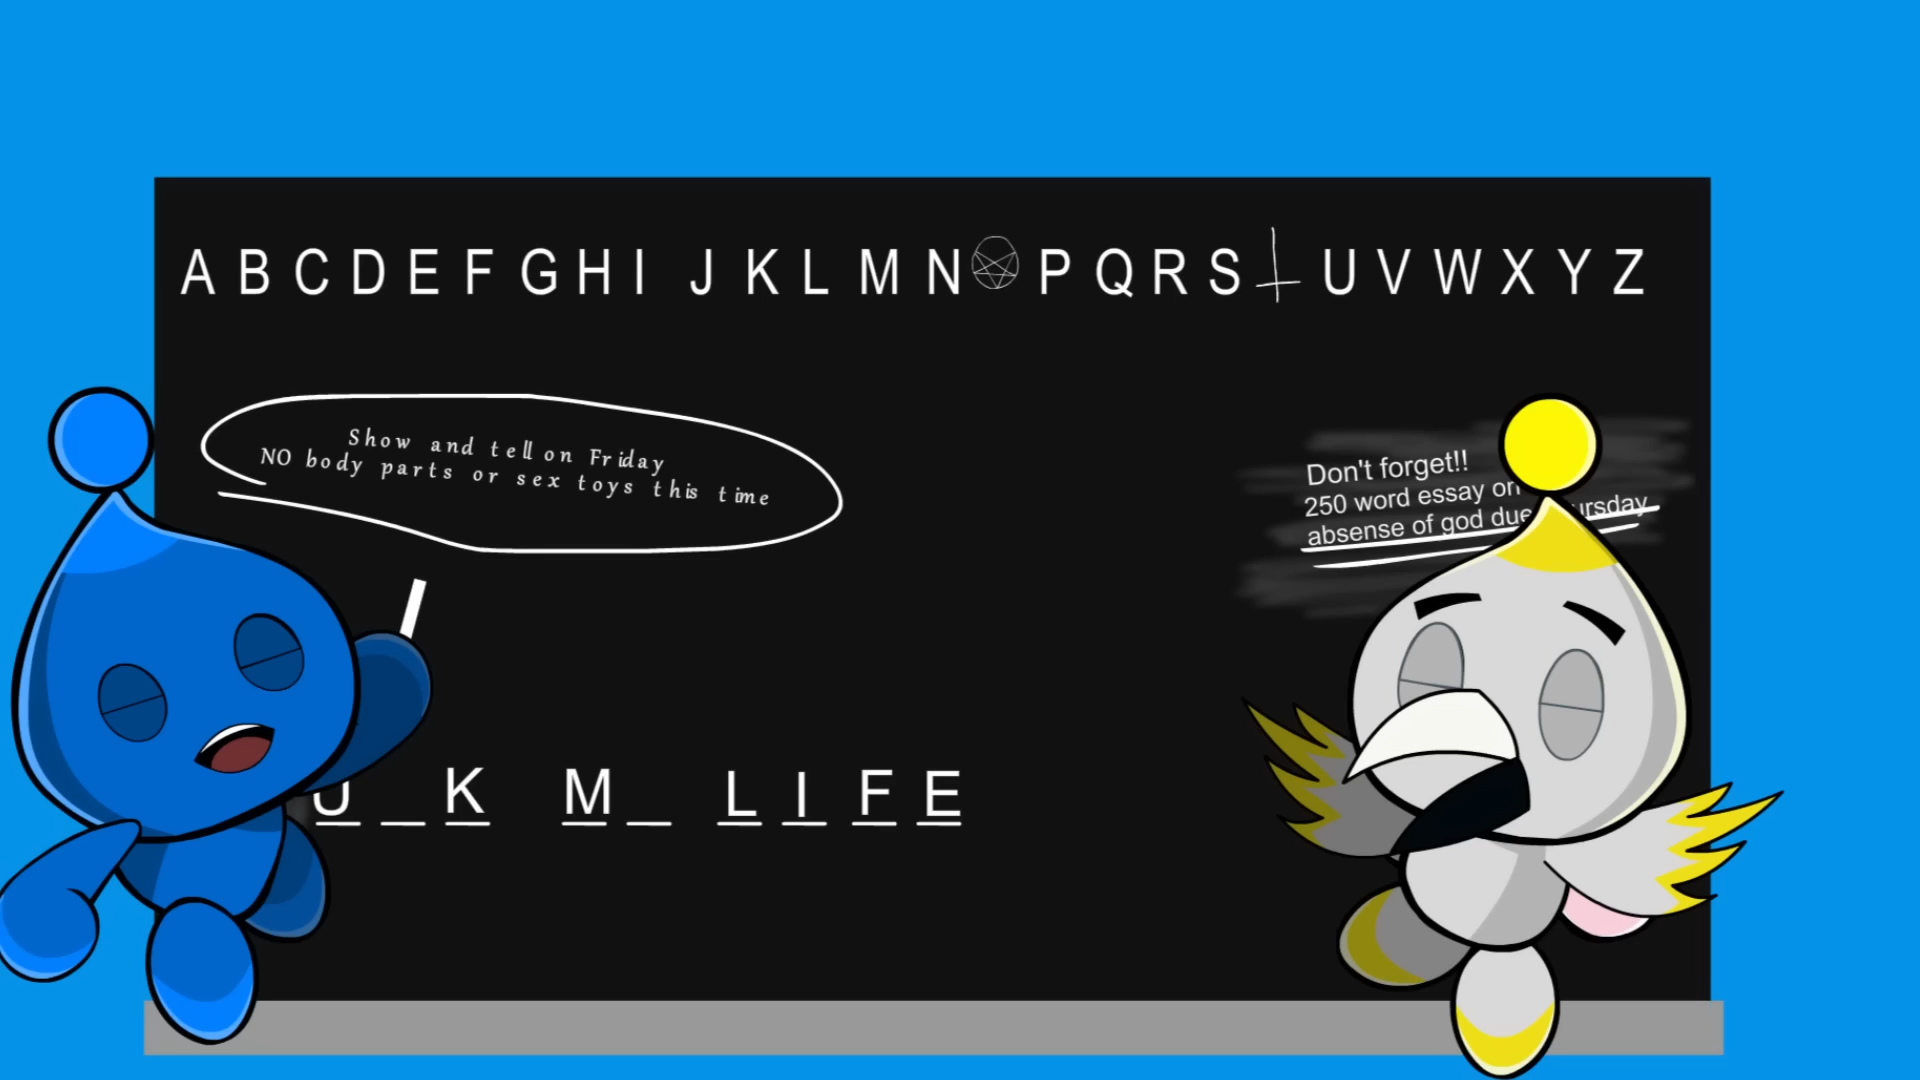 A B C D E F G H I J K L M N P Q R S U V W X Y Z
Show and tell on Friday
NO body parts or sex toys this time
Don't forget!!
250 word essay on
absense of god due ursday
U _ K M _ L I F E